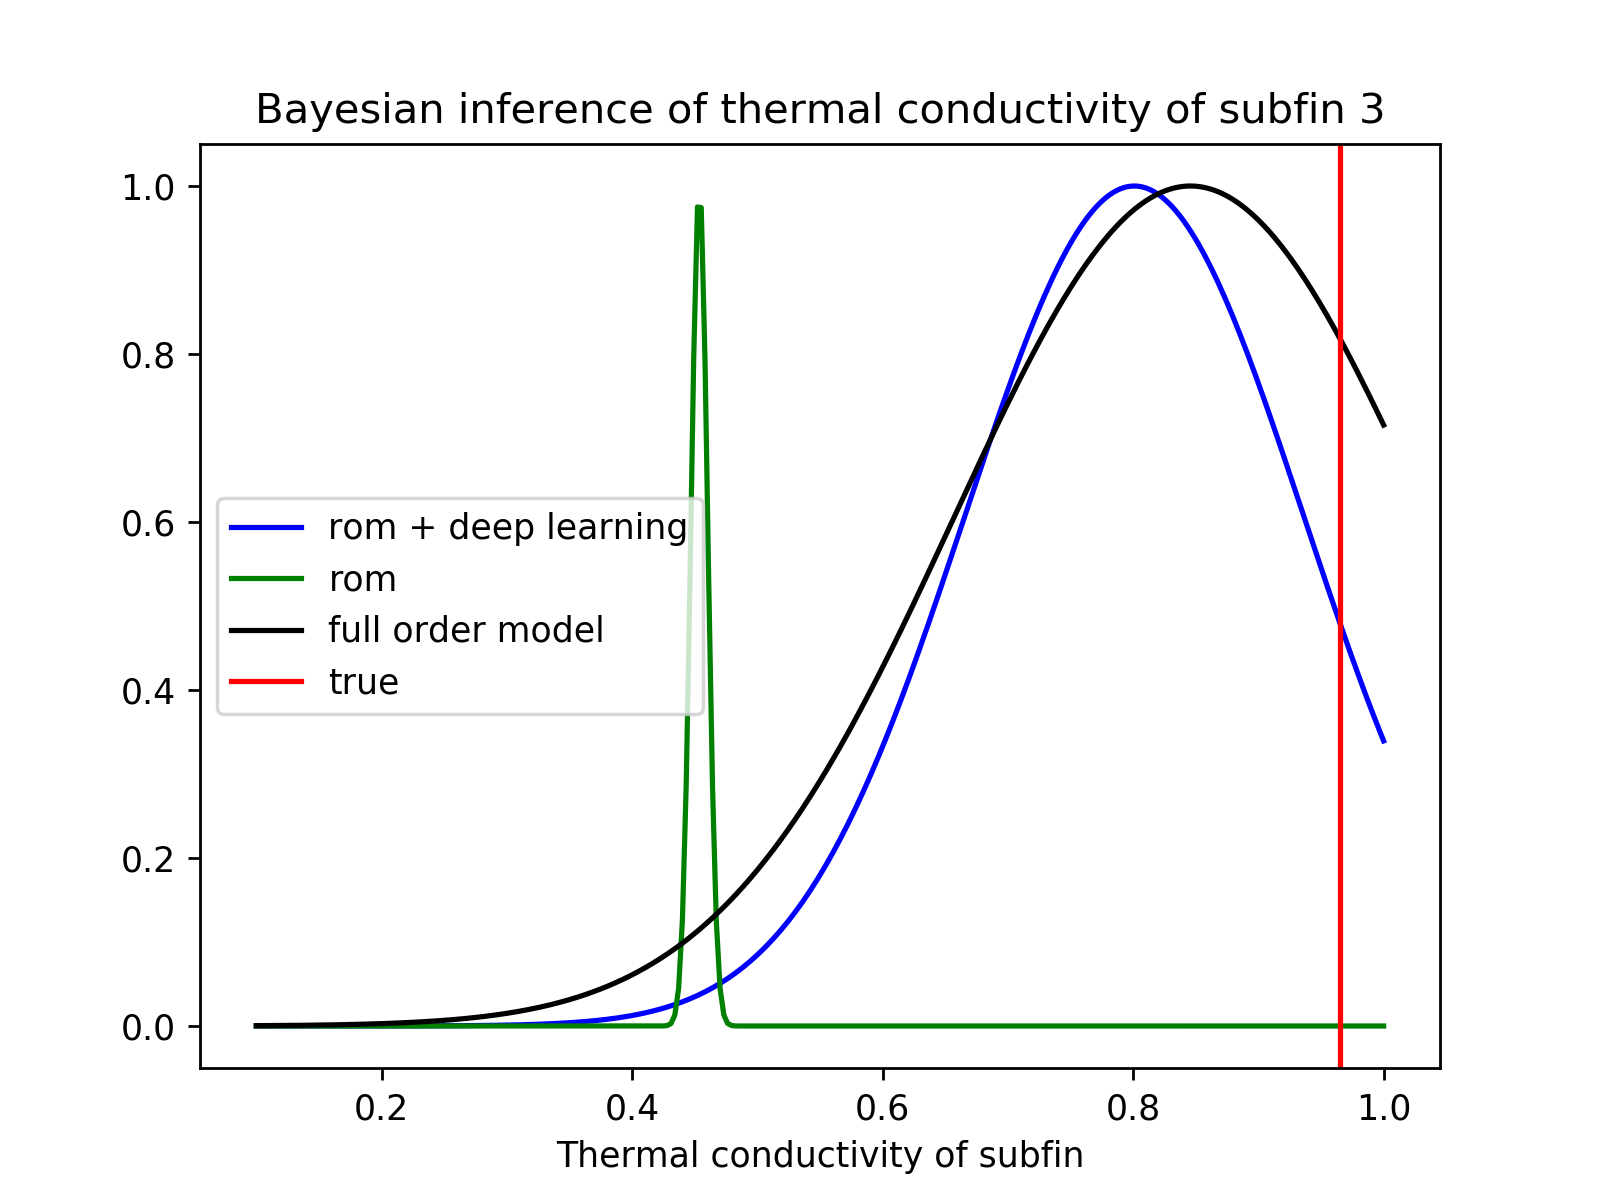 Bayesian inference of thermal conductivity of subfin 3
1.0
0.8
0.6
0.4
0.2
0.0
rom + deep learning
rom
full order model
true
0.2 0.4 0.6 0.8 1.0
Thermal conductivity of subfin